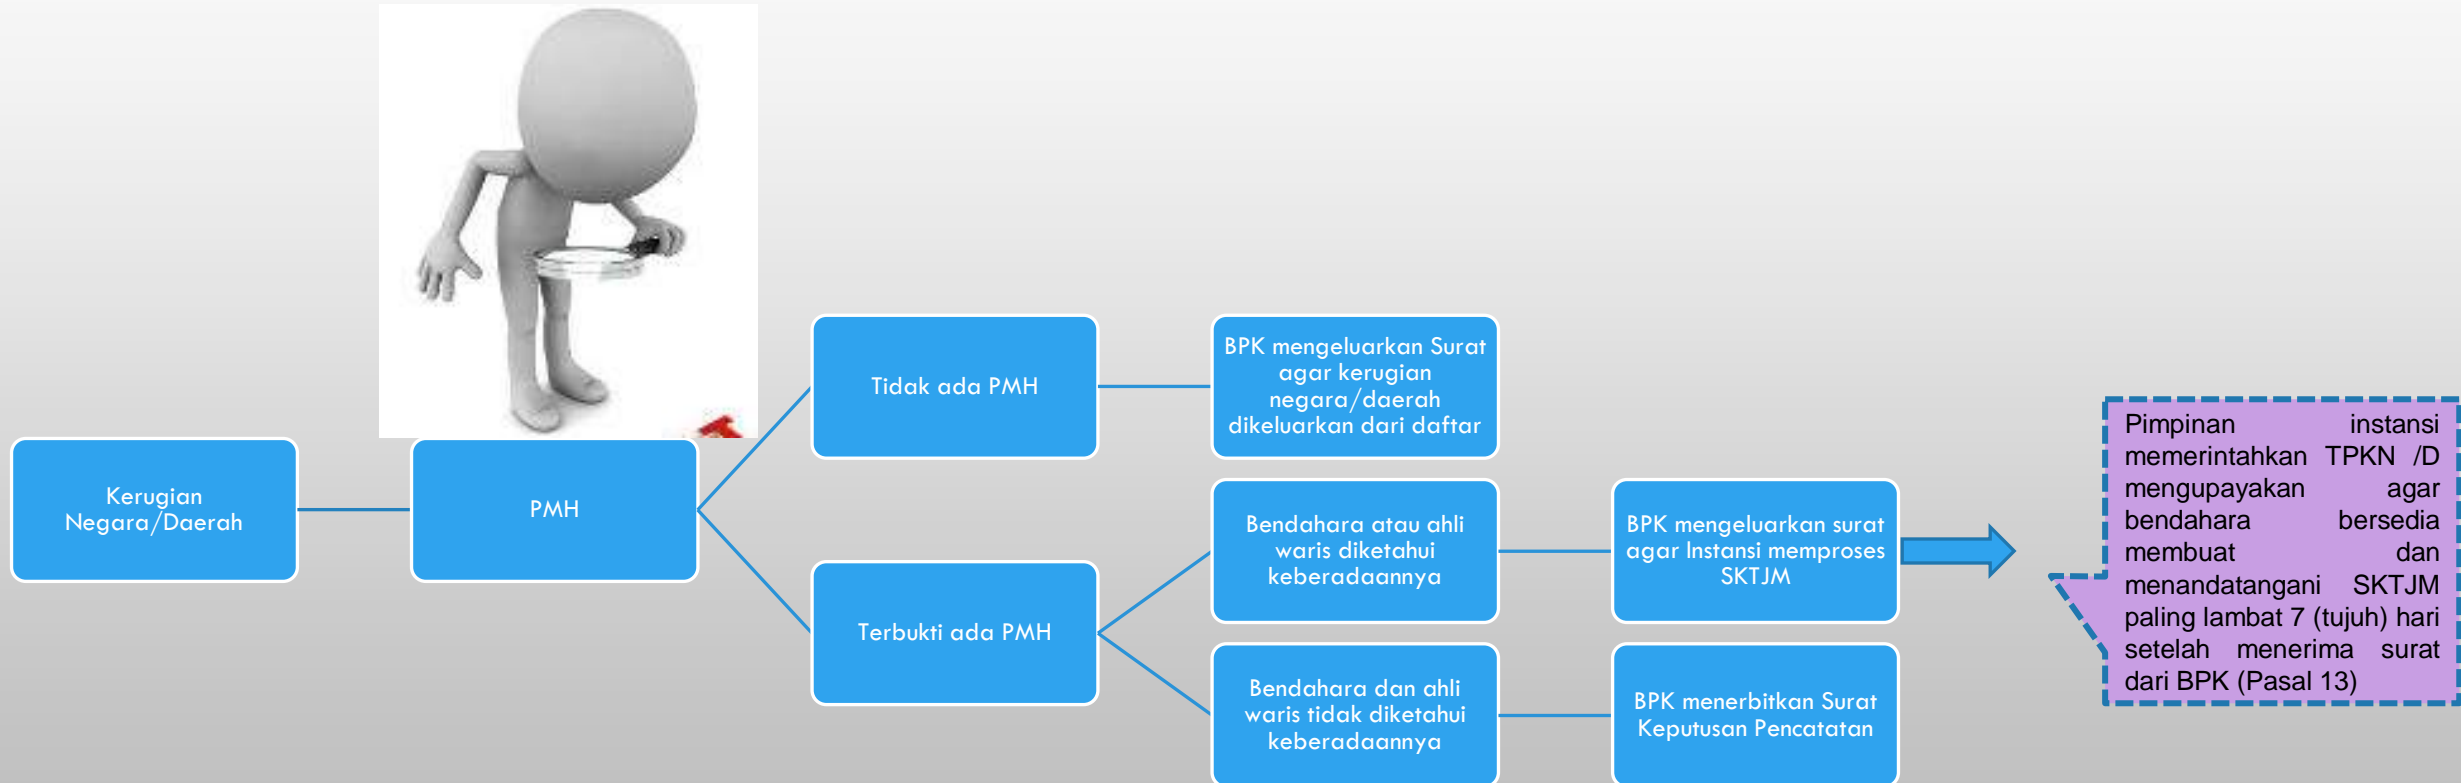 Kerugian
Negara/Daerah
PMH
Tidak ada PMH
BPK mengeluarkan Surat
agar kerugian
negara/daerah
dikeluarkan dari daftar
Terbukti ada PMH
Bendahara atau ahli
waris diketahui
keberadaannya
BPK mengeluarkan surat
agar Instansi memproses
SKTJM
Bendahara dan ahli
waris tidak diketahui
keberadaannya
BPK menerbitkan Surat
Keputusan Pencatatan
Pimpinan instansi
memerintahkan TPKN /D
mengupayakan agar
bendahara bersedia
membuat dan
menandatangani SKTJM
paling lambat 7 (tujuh) hari
setelah menerima surat
dari BPK (Pasal 13)